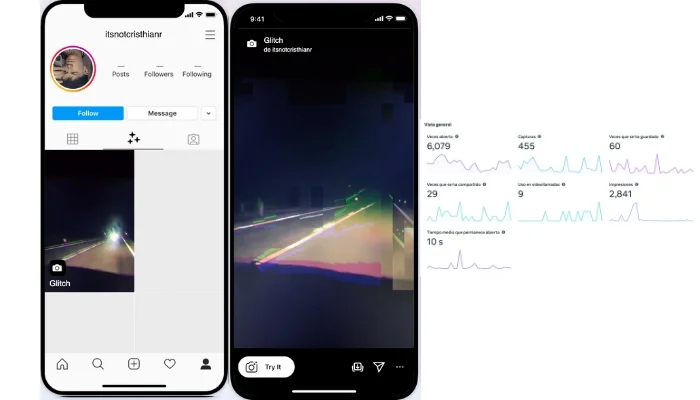 itsnotcristhianr
Posts
Followers
Following
Follow
Message
Glitch
9:41
Glitch
de itsnotcristhianr
Try It
Vista general
Veces abierto
6,079
Capturas
455
Veces que se ha guardado
60
Veces que se ha compartido
29
Uso en videollamadas
9
Impresiones
2,841
Tiempo medio que permanece abierto
10 s